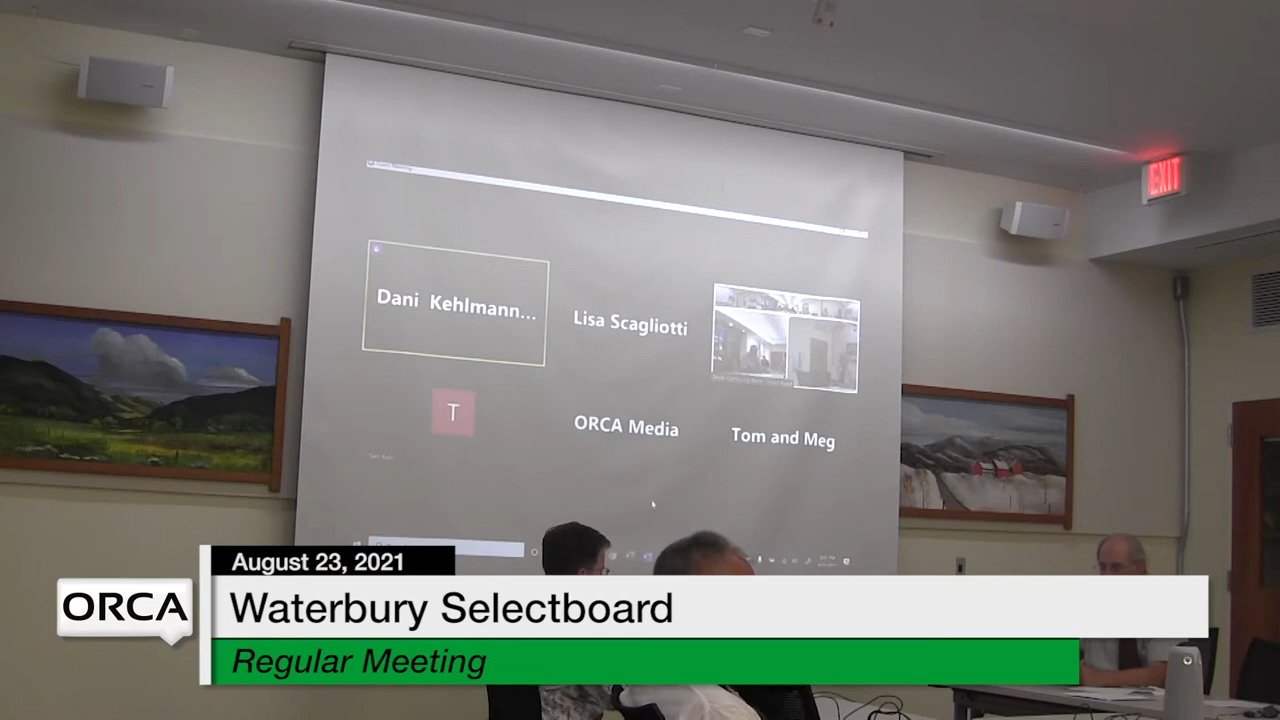 EXIT
Dani Kehlmann...
Lisa Scagliotti
T
ORCA Media
Tom and Meg
August 23, 2021
ORCA
Waterbury Selectboard
Regular Meeting